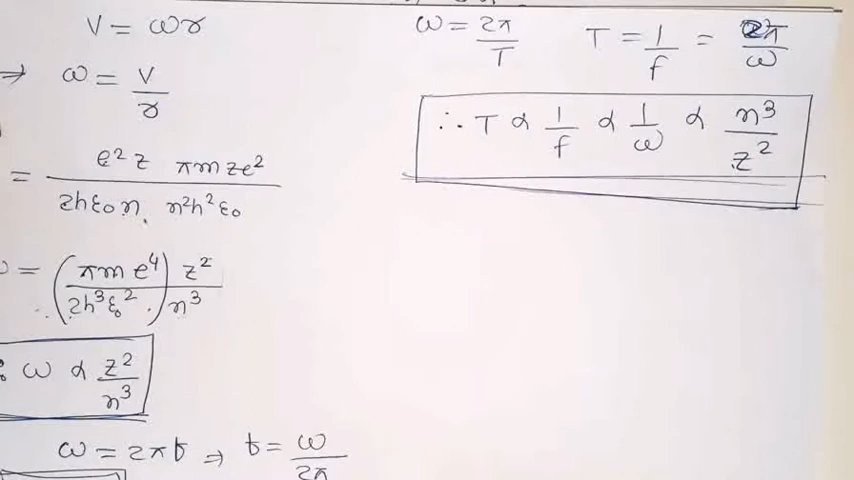 V = ωr
⇒ ω = V/r
= e²z πmze² / 2hε₀n. n²h²ε₀
ω = (πme⁴ / 2h³ε₀²) z²/n³
∴ ω ∝ z²/n³
ω = 2πf ⇒ f = ω/2π
ω = 2π/T T = 1/f = 2π/ω
∴ T ∝ 1/f ∝ 1/ω ∝ n³/z²